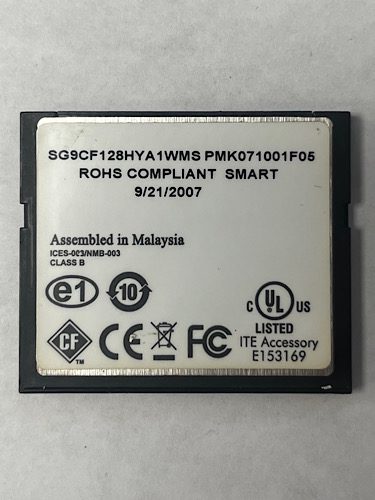 SG9CF128HYA1WMS PMK071001F05
ROHS COMPLIANT SMART
9/21/2007
Assembled in Malaysia
ICES-003/NMB-003
CLASS B
e1
10
C UL US
LISTED
ITE Accessory
E153169
CF
TM
CE
FC